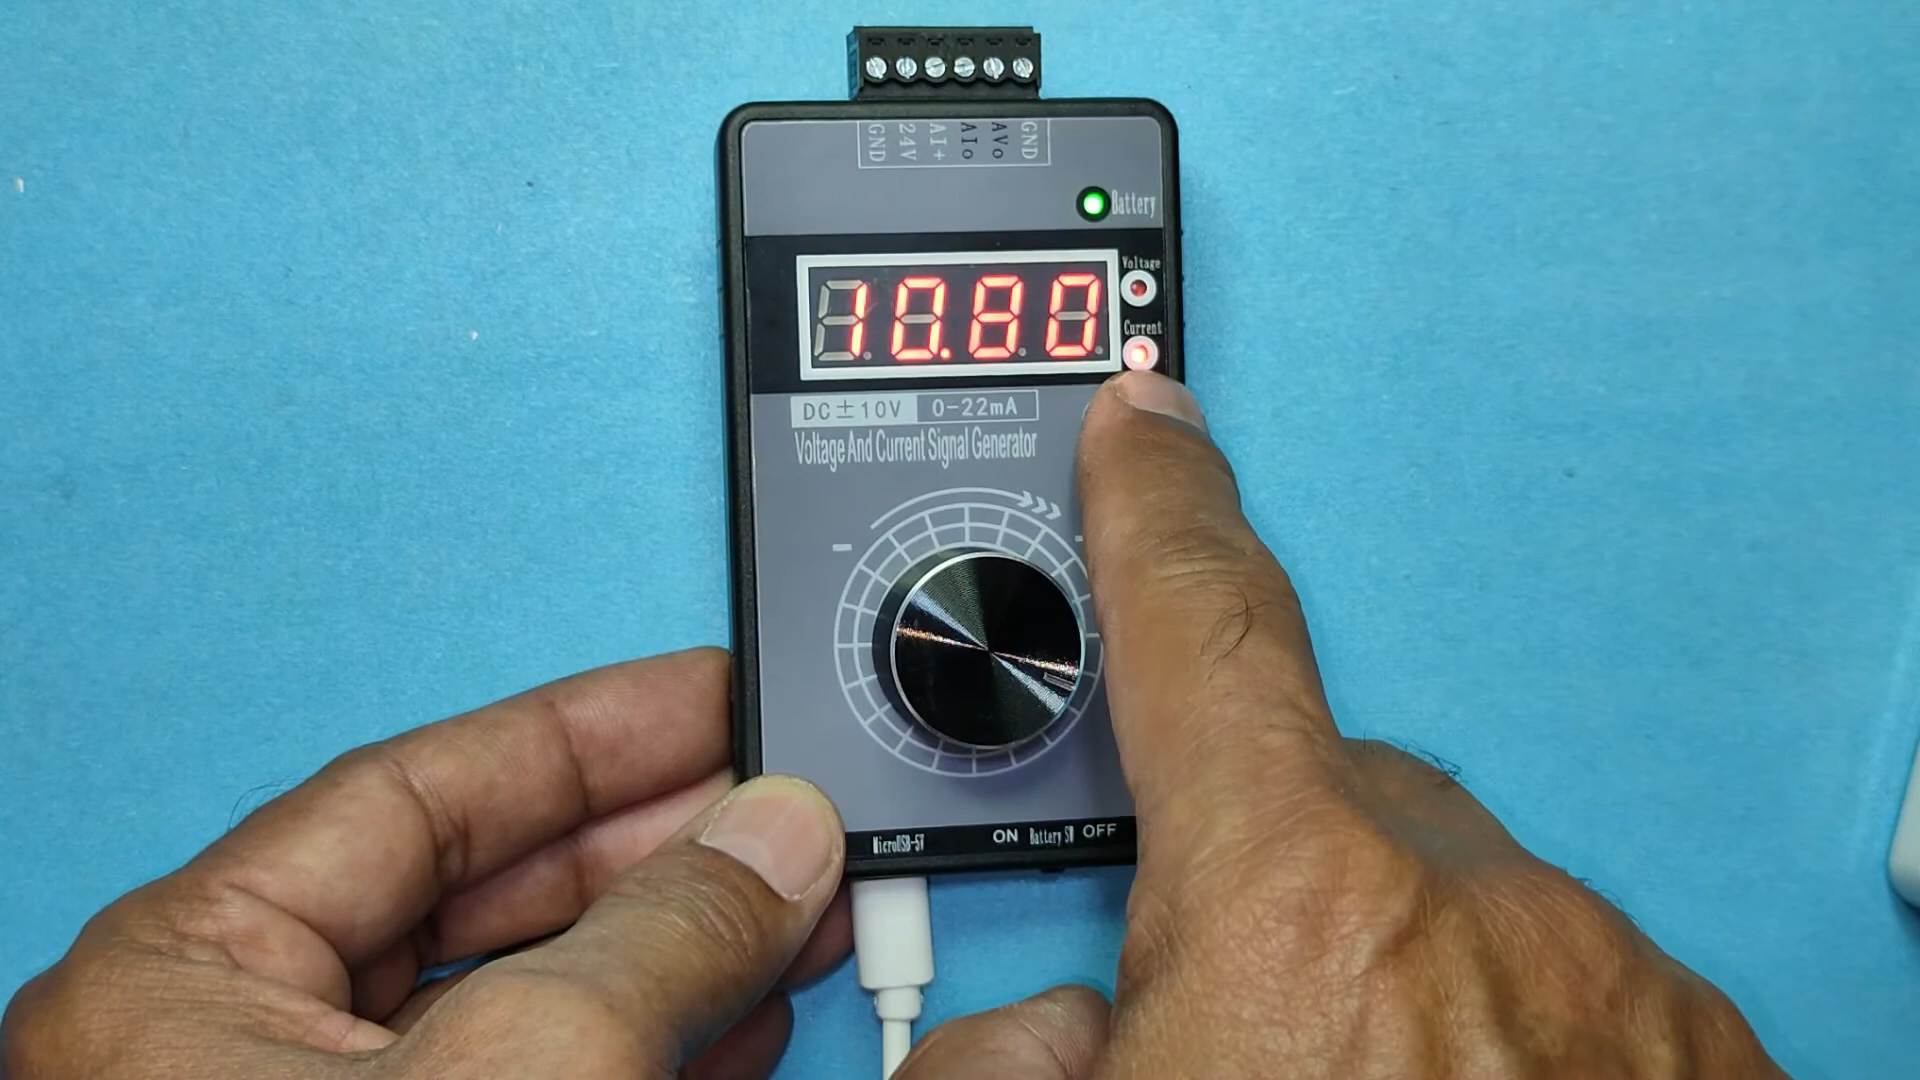 GND 24V AI+ AIo AVo GND
Battery
Voltage
10.80
Current
DC±10V 0-22mA
Voltage And Current Signal Generator
MicroUSB-5V ON Battery SW OFF